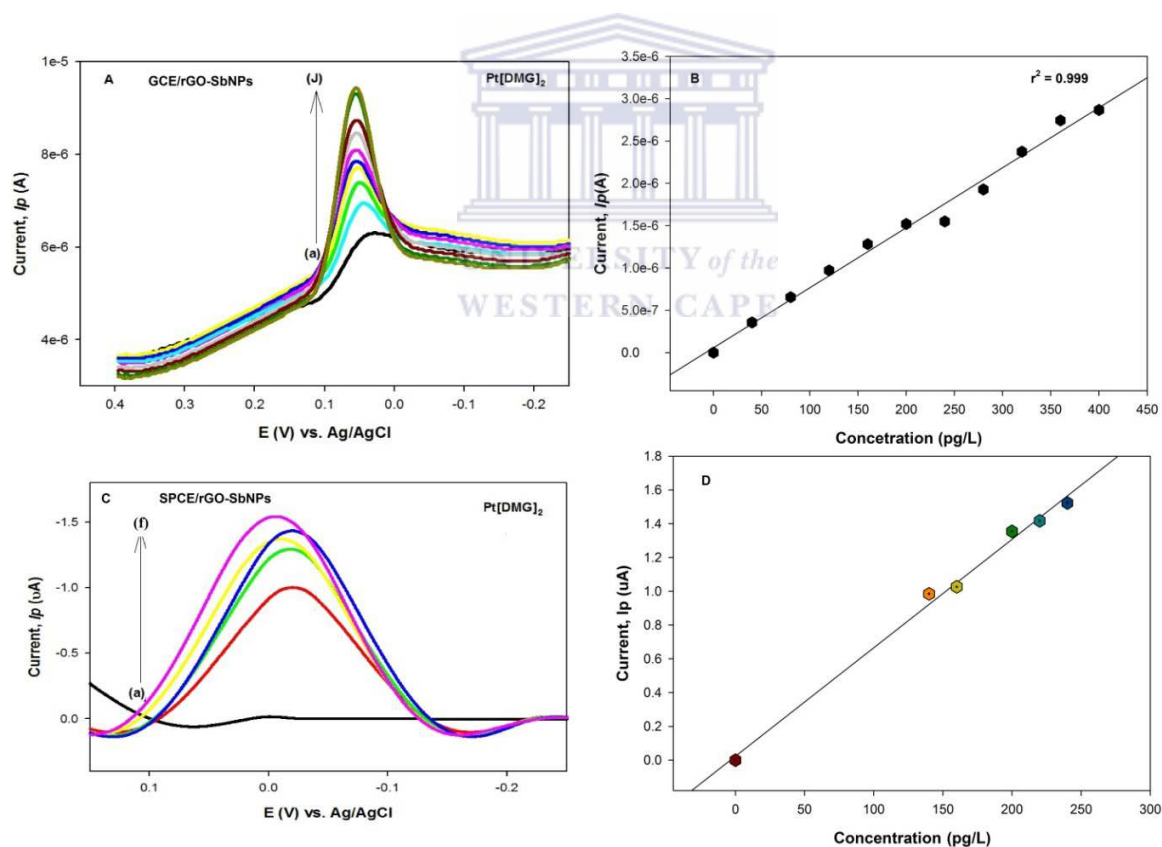 A
GCE/rGO-SbNPs
(J)
Pt[DMG]2
(a)
1e-5
8e-6
6e-6
4e-6
Current, Ip (A)
0.4 0.3 0.2 0.1 0.0 -0.1 -0.2
E (V) vs. Ag/AgCl
B
r2 = 0.999
3.5e-6
3.0e-6
2.5e-6
2.0e-6
1.5e-6
1.0e-6
5.0e-7
0.0
Current, Ip(A)
0 50 100 150 200 250 300 350 400 450
Concetration (pg/L)
UNIVERSITY of the
WESTERN CAPE
C
SPCE/rGO-SbNPs
(f)
Pt[DMG]2
(a)
-1.5
-1.0
-0.5
0.0
Current, Ip (uA)
0.1 0.0 -0.1 -0.2
E (V) vs. Ag/AgCl
D
1.8
1.6
1.4
1.2
1.0
0.8
0.6
0.4
0.2
0.0
Current, Ip (uA)
0 50 100 150 200 250 300
Concentration (pg/L)